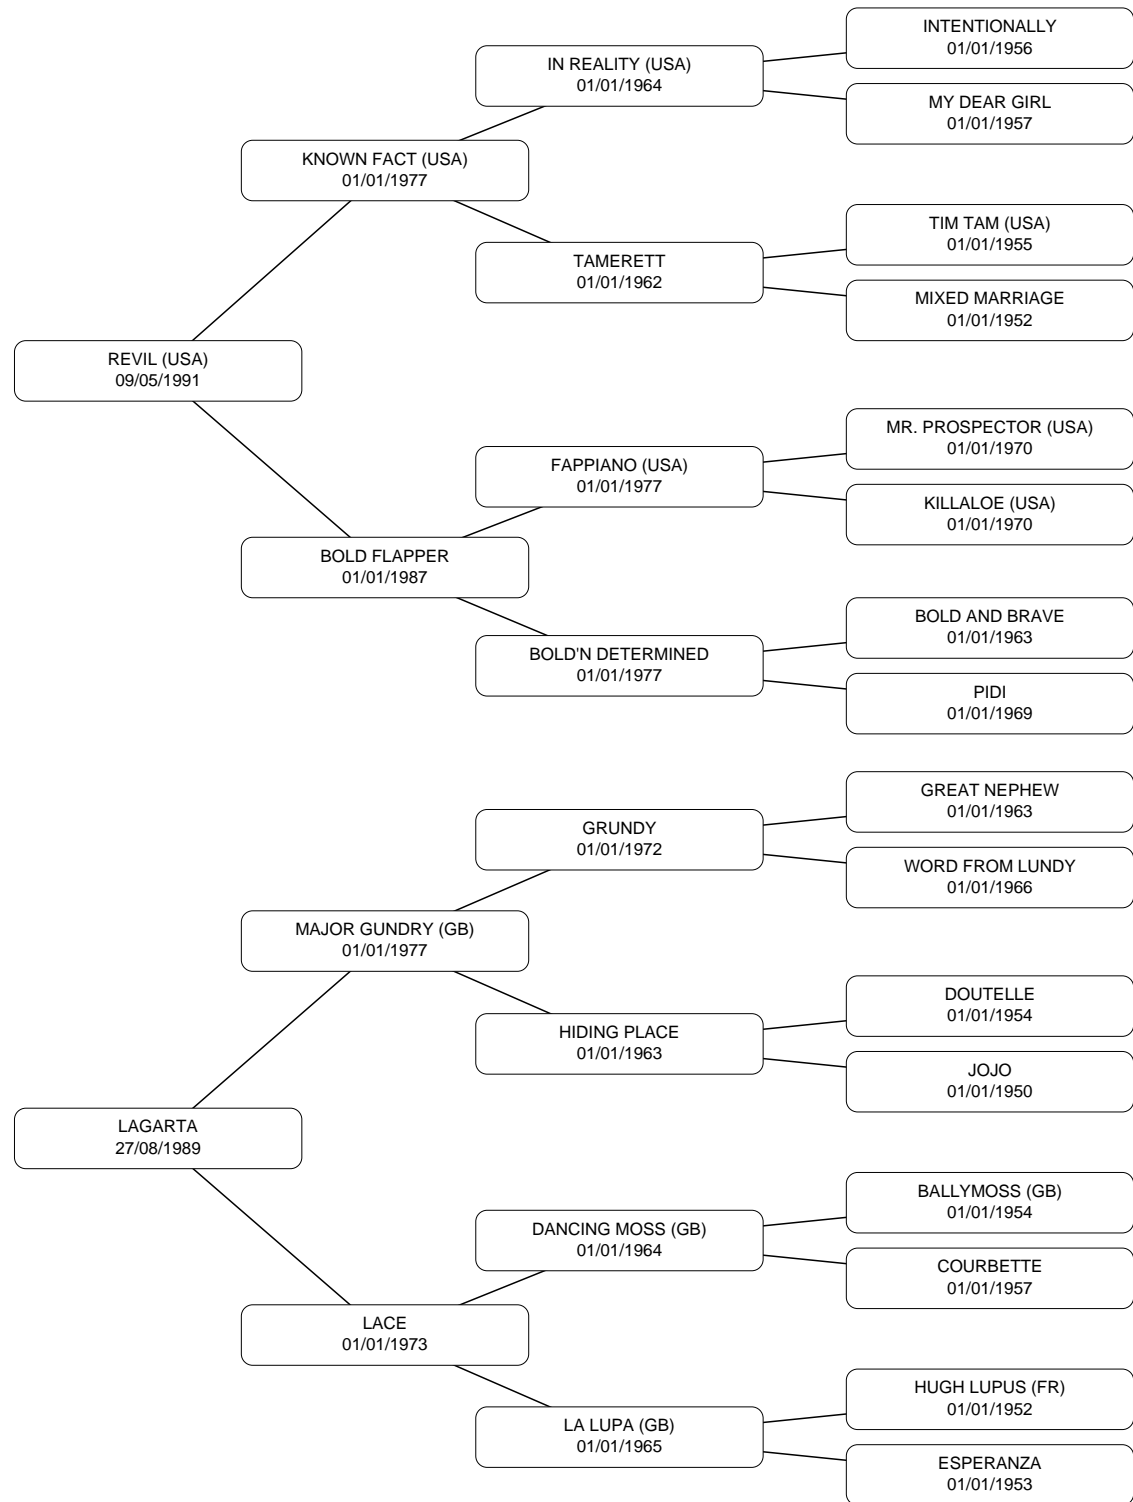 INTENTIONALLY
01/01/1956
IN REALITY (USA)
01/01/1964
MY DEAR GIRL
01/01/1957
KNOWN FACT (USA)
01/01/1977
TIM TAM (USA)
01/01/1955
TAMERETT
01/01/1962
MIXED MARRIAGE
01/01/1952
REVIL (USA)
09/05/1991
MR. PROSPECTOR (USA)
01/01/1970
FAPPIANO (USA)
01/01/1977
KILLALOE (USA)
01/01/1970
BOLD FLAPPER
01/01/1987
BOLD AND BRAVE
01/01/1963
BOLD'N DETERMINED
01/01/1977
PIDI
01/01/1969
GREAT NEPHEW
01/01/1963
GRUNDY
01/01/1972
WORD FROM LUNDY
01/01/1966
MAJOR GUNDRY (GB)
01/01/1977
DOUTELLE
01/01/1954
HIDING PLACE
01/01/1963
JOJO
01/01/1950
LAGARTA
27/08/1989
BALLYMOSS (GB)
01/01/1954
DANCING MOSS (GB)
01/01/1964
COURBETTE
01/01/1957
LACE
01/01/1973
HUGH LUPUS (FR)
01/01/1952
LA LUPA (GB)
01/01/1965
ESPERANZA
01/01/1953